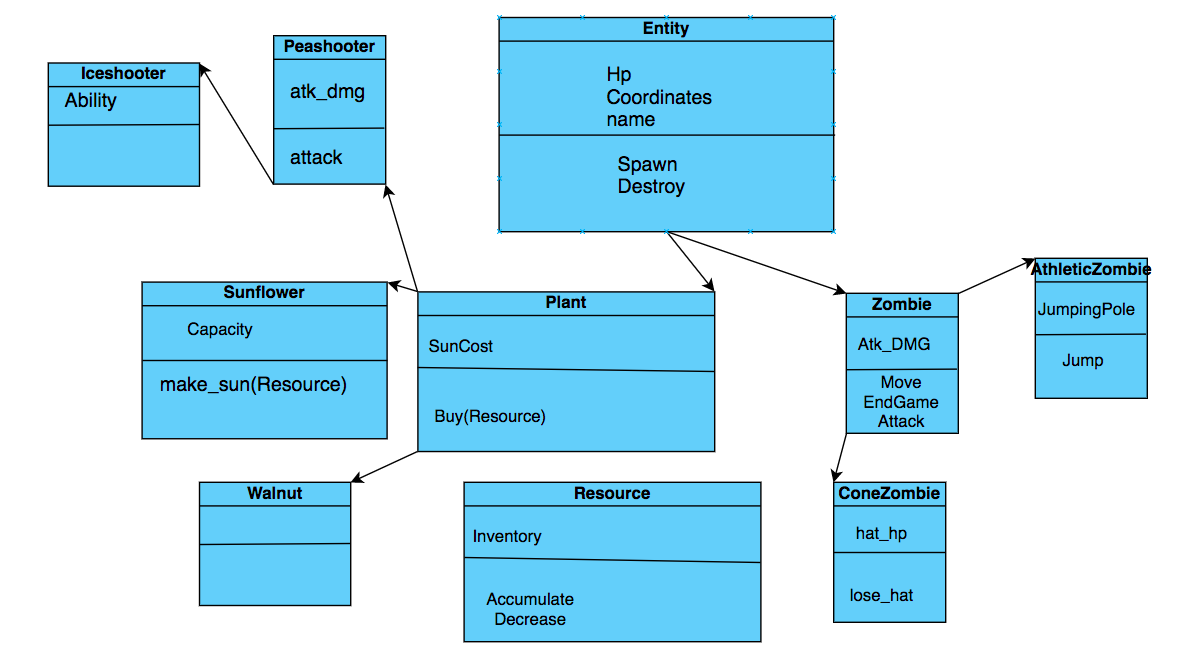 Entity
Hp
Coordinates
name
Spawn
Destroy
Peashooter
atk_dmg
attack
Iceshooter
Ability
Sunflower
Capacity
make_sun(Resource)
Plant
SunCost
Buy(Resource)
Zombie
Atk_DMG
Move
EndGame
Attack
AthleticZombie
JumpingPole
Jump
Walnut
Resource
Inventory
Accumulate
Decrease
ConeZombie
hat_hp
lose_hat